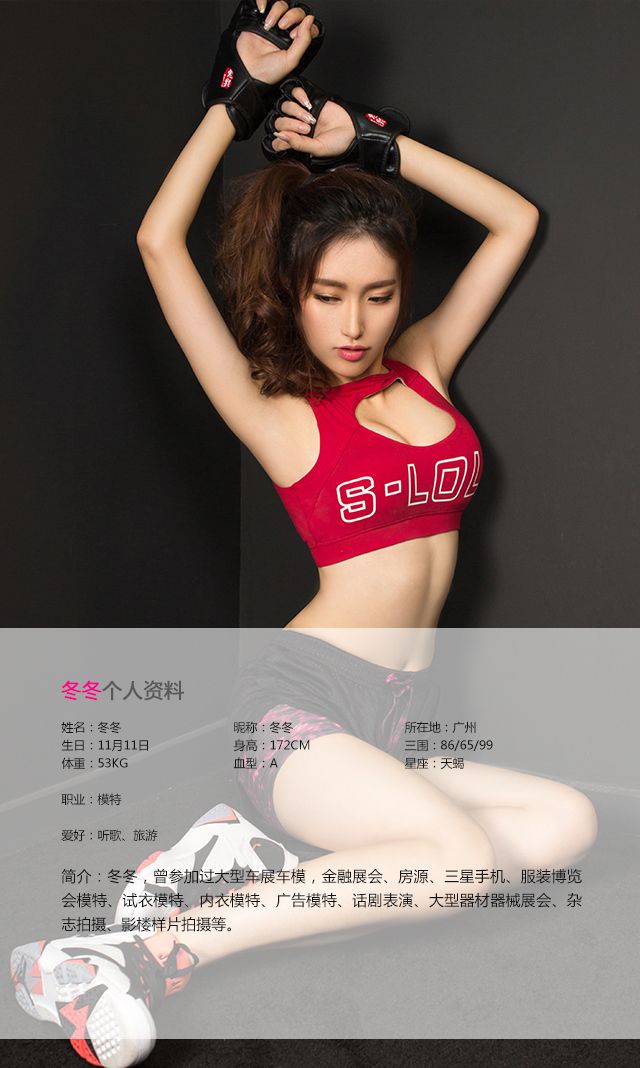 S-LOL
冬冬个人资料
姓名：冬冬 昵称：冬冬 所在地：广州
生日：11月11日 身高：172CM 三围：86/65/99
体重：53KG 血型：A 星座：天蝎
职业：模特
爱好：听歌、旅游
简介：冬冬，曾参加过大型车展车模，金融展会、房源、三星手机、服装博览
会模特、试衣模特、内衣模特、广告模特、话剧表演、大型器材器械展会、杂
志拍摄、影楼样片拍摄等。